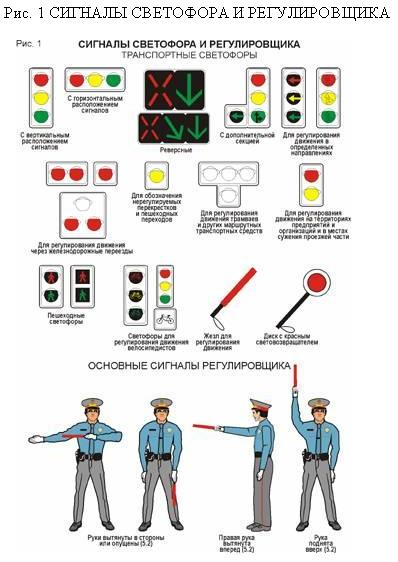 Рис. 1 СИГНАЛЫ СВЕТОФОРА И РЕГУЛИРОВЩИКА
Рис. 1
СИГНАЛЫ СВЕТОФОРА И РЕГУЛИРОВЩИКА
ТРАНСПОРТНЫЕ СВЕТОФОРЫ
С вертикальным
расположением
сигналов
С горизонтальным
расположением
сигналов
Реверсные
С дополнительной
секцией
Для регулирования
движения в
определенных
направлениях
Для регулирования движения
через железнодорожные переезды
Для обозначения
нерегулируемых
перекрестков
и пешеходных
переходов
Для регулирования
движения трамваев
и других маршрутных
транспортных средств
Для регулирования
движения на территориях
предприятий и
организаций и в местах
сужения проезжей части
Пешеходные
светофоры
Светофоры для
регулирования движения
велосипедистов
Жезл для
регулирования
движения
Диск с красным
световозвращателем
ОСНОВНЫЕ СИГНАЛЫ РЕГУЛИРОВЩИКА
Руки вытянуты в стороны
или опущены (5.2)
Правая рука
вытянута
вперед (5.2)
Рука
поднята
вверх (5.2)